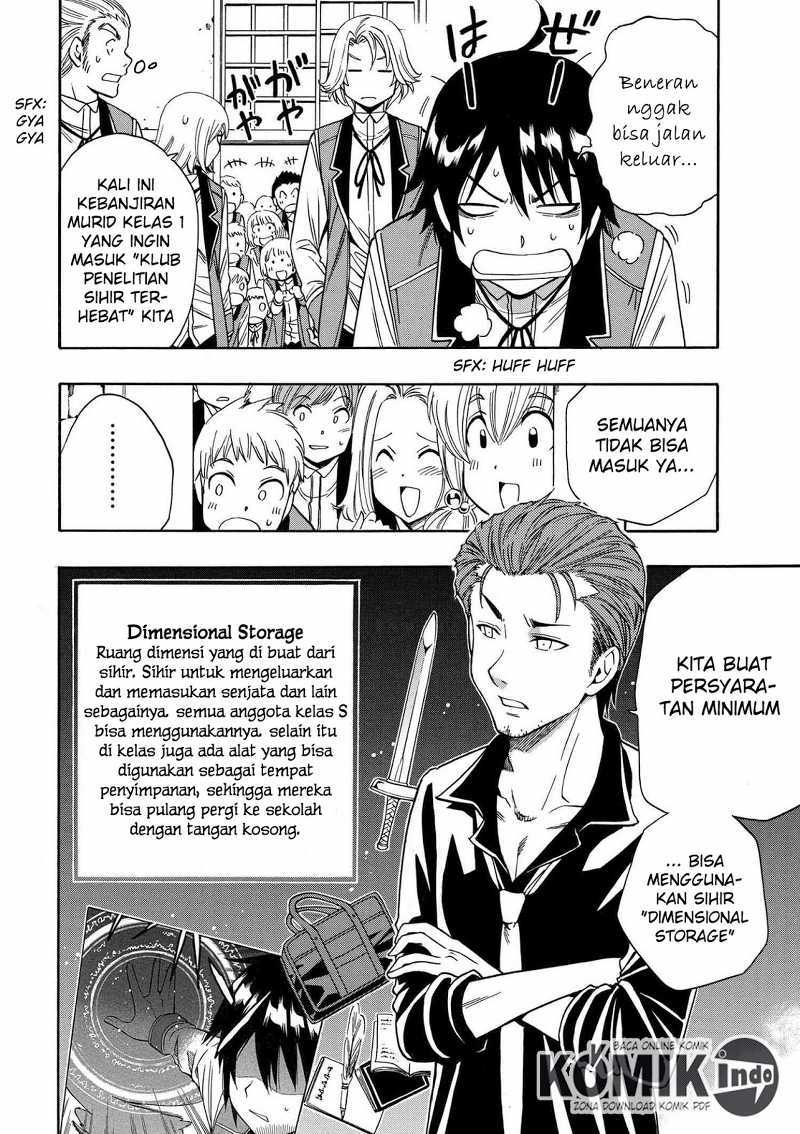 ぜ
は
Beneran
nggak
bisa jalan
keluar...
ガヤ
ガヤ
SFX:
GYA
GYA
KALI INI
KEBANJIRAN
MURID KELAS 1
YANG INGIN
MASUK "KLUB
PENELITIAN
SIHIR TER-
HEBAT" KITA
SFX: HUFF HUFF
SEMUANYA
TIDAK BISA
MASUK YA...
.........
KITA BUAT
PERSYARA-
TAN MINIMUM
Dimensional Storage
Ruang dimensi yang di buat dari
sihir. Sihir untuk mengeluarkan
dan memasukan senjata dan lain
sebagainya. semua anggota kelas S
bisa menggunakannya. selain itu
di kelas juga ada alat yang bisa
digunakan sebagai tempat
penyimpanan, sehingga mereka
bisa pulang pergi ke sekolah
dengan tangan kosong.
... BISA
MENGGUNA-
KAN SIHIR
"DIMENSIONAL
STORAGE"
BACA ONLINE KOMIK
KOMIK indo
ZONA DOWNLOAD KOMIK PDF